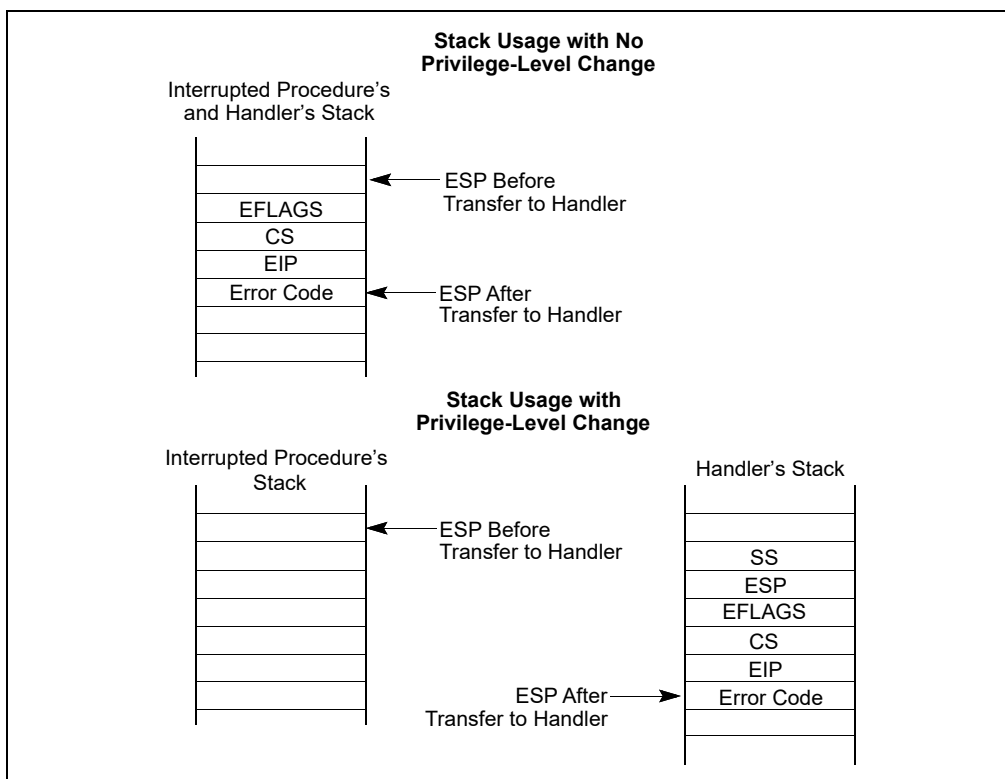 Stack Usage with No
Privilege-Level Change
Interrupted Procedure's
and Handler's Stack
ESP Before
Transfer to Handler
EFLAGS
CS
EIP
Error Code
ESP After
Transfer to Handler
Stack Usage with
Privilege-Level Change
Interrupted Procedure's
Stack
Handler's Stack
ESP Before
Transfer to Handler
SS
ESP
EFLAGS
CS
EIP
ESP After
Transfer to Handler
Error Code